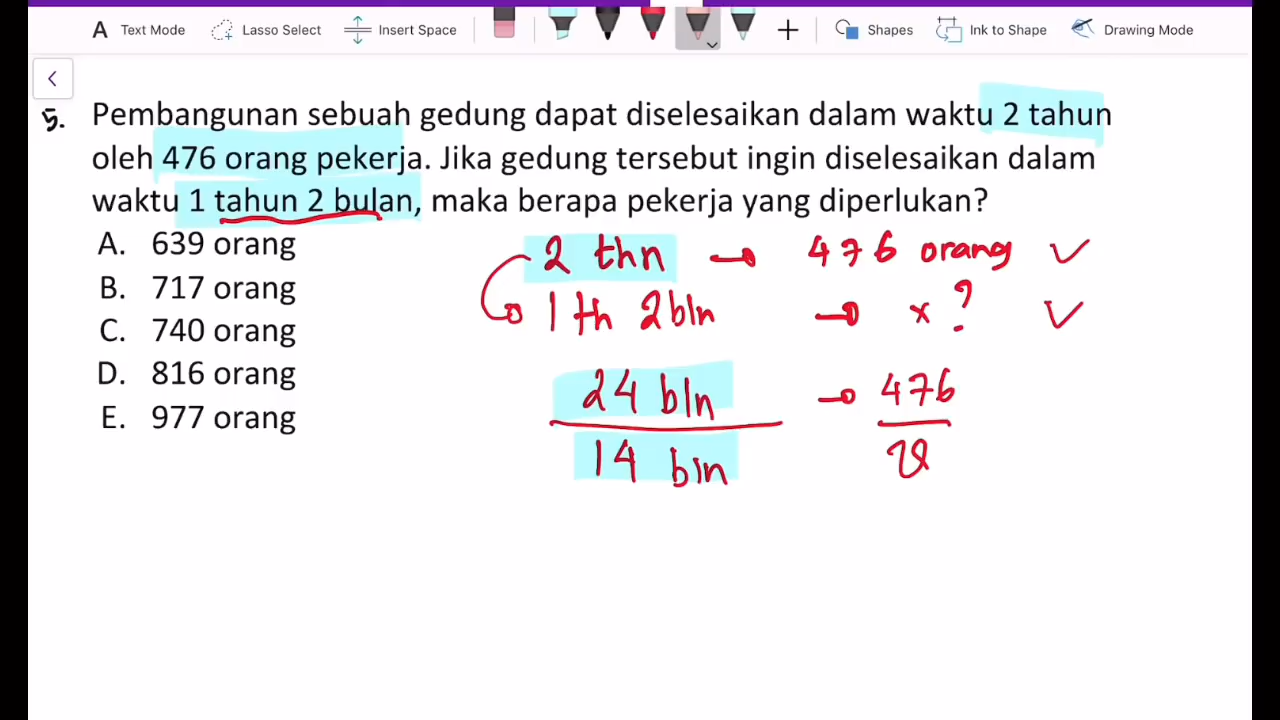 A Text Mode Lasso Select Insert Space Shapes Ink to Shape Drawing Mode
5. Pembangunan sebuah gedung dapat diselesaikan dalam waktu 2 tahun
oleh 476 orang pekerja. Jika gedung tersebut ingin diselesaikan dalam
waktu 1 tahun 2 bulan, maka berapa pekerja yang diperlukan?
A. 639 orang
B. 717 orang
C. 740 orang
D. 816 orang
E. 977 orang
2 thn → 476 orang ✓
1 th 2 bln → x ? ✓
24 bln → 476
14 bln